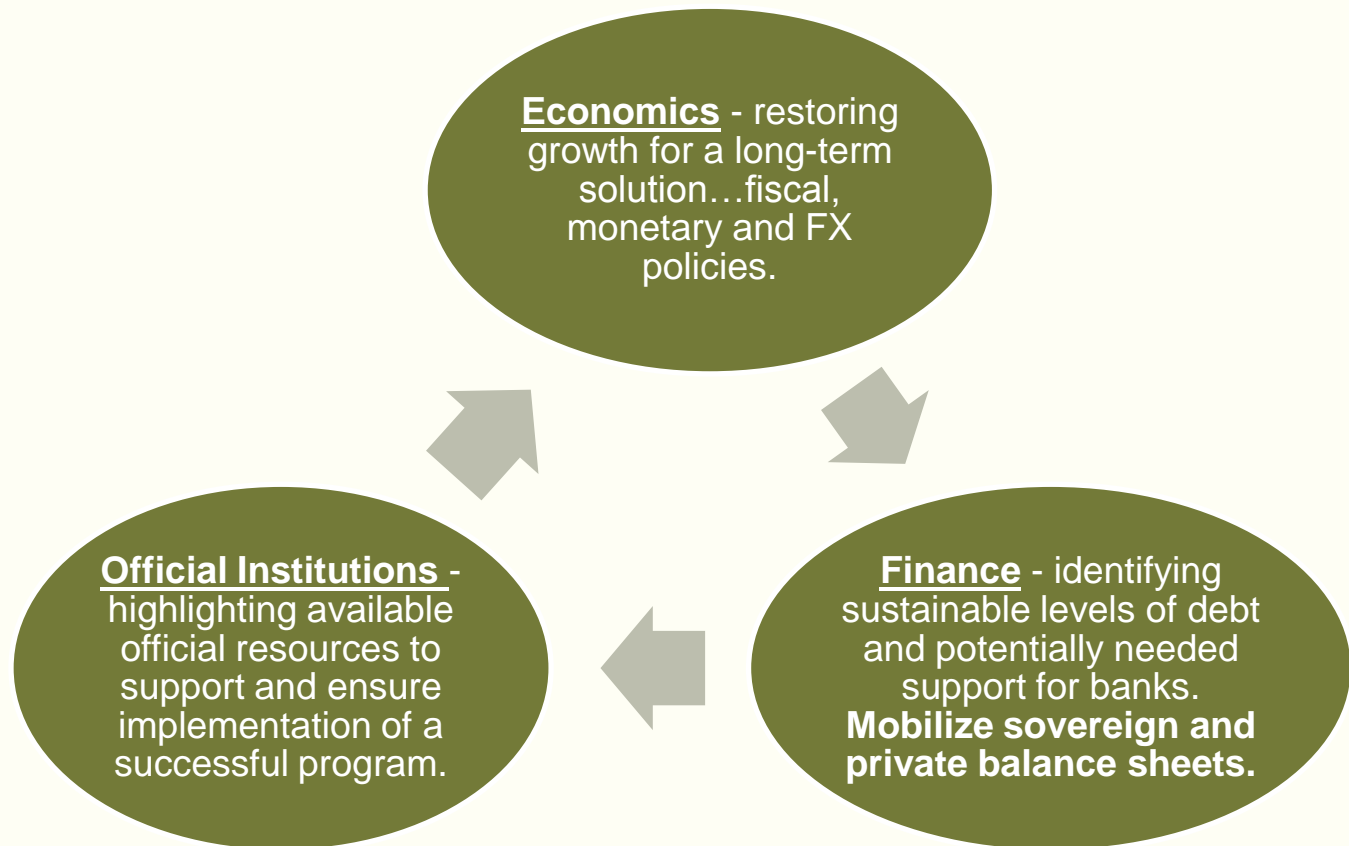 Economics - restoring
growth for a long-term
solution…fiscal,
monetary and FX
policies.
Official Institutions -
highlighting available
official resources to
support and ensure
implementation of a
successful program.
Finance - identifying
sustainable levels of debt
and potentially needed
support for banks.
Mobilize sovereign and
private balance sheets.